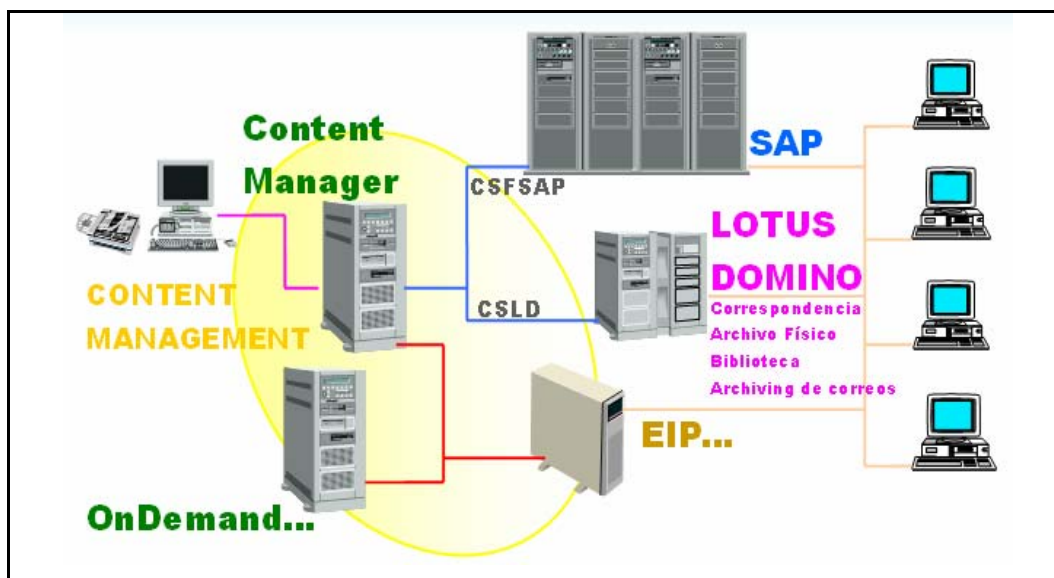 Content
Manager
CSFSAP
SAP
LOTUS
DOMINO
Correspondencia
Archivo Físico
Biblioteca
Archiving de correos
CONTENT
MANAGEMENT
CSLD
EIP...
OnDemand...